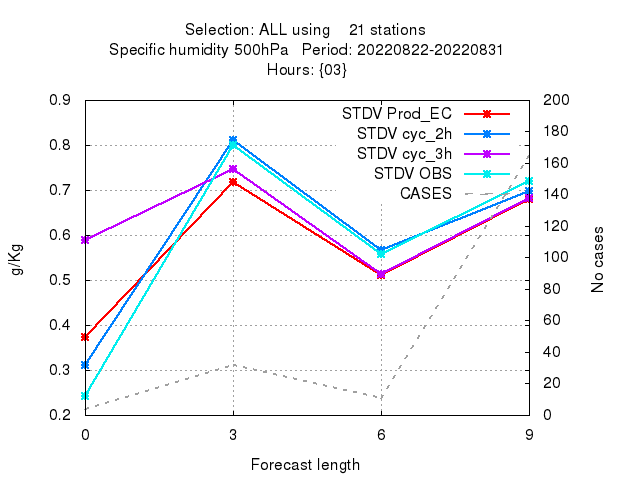 Selection: ALL using    21 stations
Specific humidity 500hPa   Period: 20220822-20220831
Hours: {03}
STDV Prod_EC
STDV cyc_2h
STDV cyc_3h
STDV OBS
CASES
0.9
0.8
0.7
0.6
0.5
0.4
0.3
0.2
g/Kg
200
180
160
140
120
100
80
60
40
20
0
No cases
0 3 6 9
Forecast length